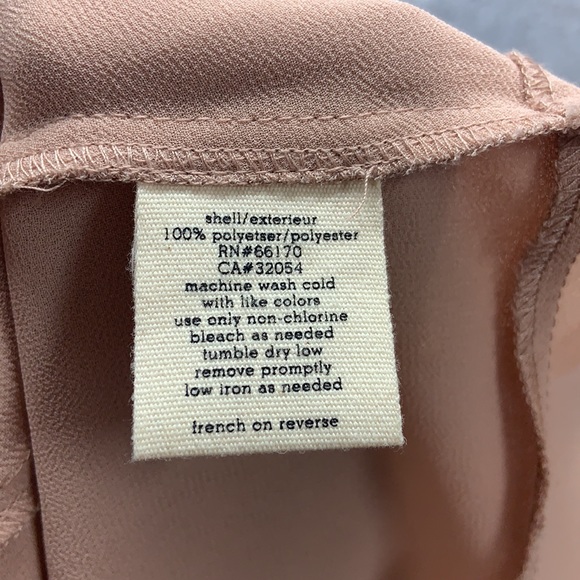 shell/exterieur
100% polyetser/polyester
RN#66170
CA#32054
machine wash cold
with like colors
use only non-chlorine
bleach as needed
tumble dry low
remove promptly
low iron as needed
french on reverse